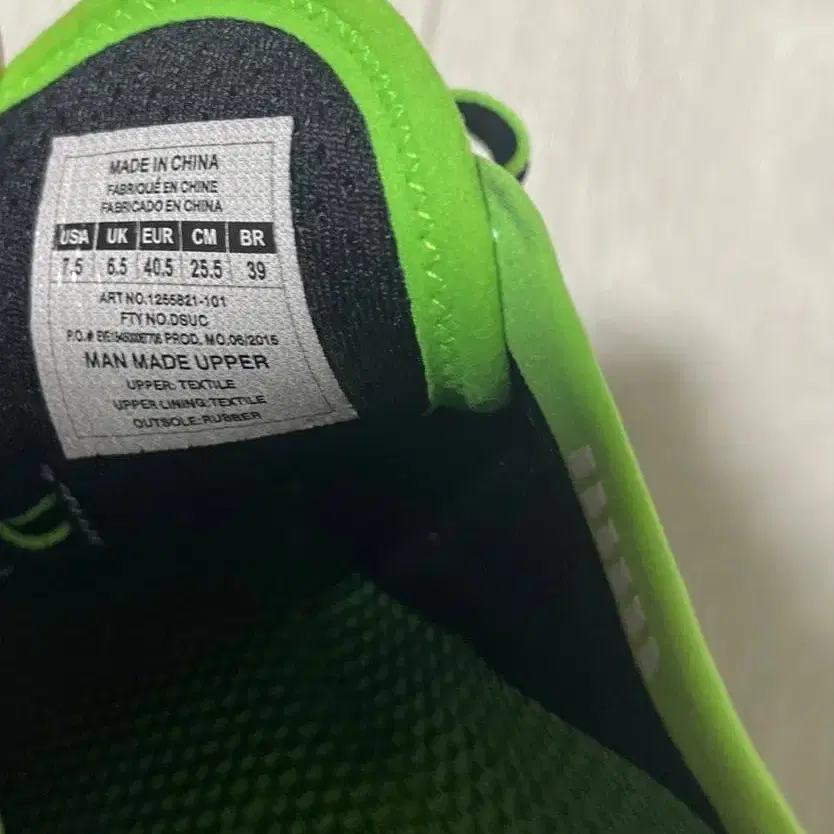 MADE IN CHINA
FABRIQUÉ EN CHINE
FABRICADO EN CHINA
USA UK EUR CM BR
7.5 6.5 40.5 25.5 39
ART NO.1255821-101
FTY NO.DSUC
P.O.# PROD. MO.06/2015
MAN MADE UPPER
UPPER: TEXTILE
UPPER LINING:TEXTILE
OUTSOLE:RUBBER